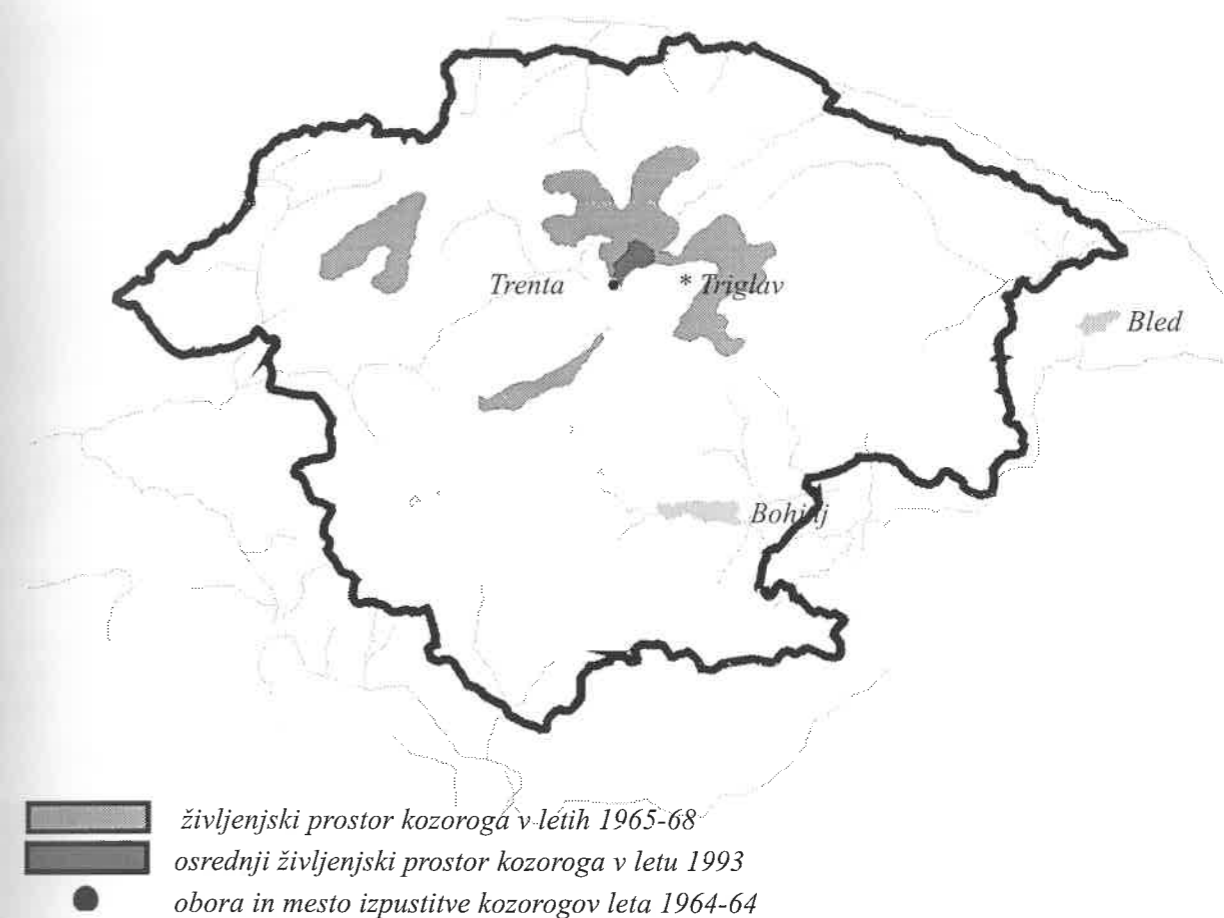 Trenta
* Triglav
Bled
Bohinj
življenjski prostor kozoroga v letih 1965-68
osrednji življenjski prostor kozoroga v letu 1993
obora in mesto izpustitve kozorogov leta 1964-64